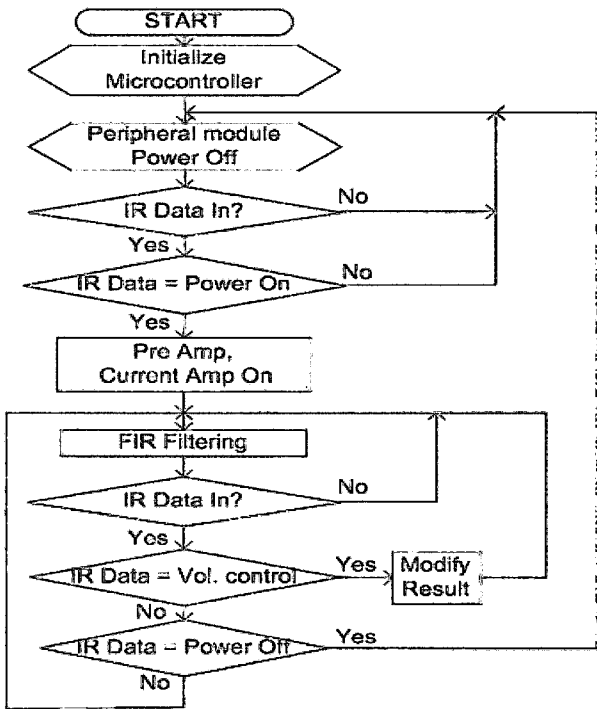 START
Initialize
Microcontroller
Peripheral module
Power Off
IR Data In?
No
Yes
IR Data = Power On
No
Yes
Pre Amp,
Current Amp On
FIR Filtering
IR Data In?
No
Yes
IR Data = Vol. control
Yes
Modify
Result
No
IR Data = Power Off
Yes
No